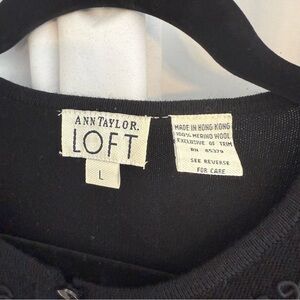 ANN TAYLOR.
LOFT
L
MADE IN HONG KONG
100% MERINO WOOL
EXCLUSIVE OF TRIM
RN 85379
SEE REVERSE
FOR CARE